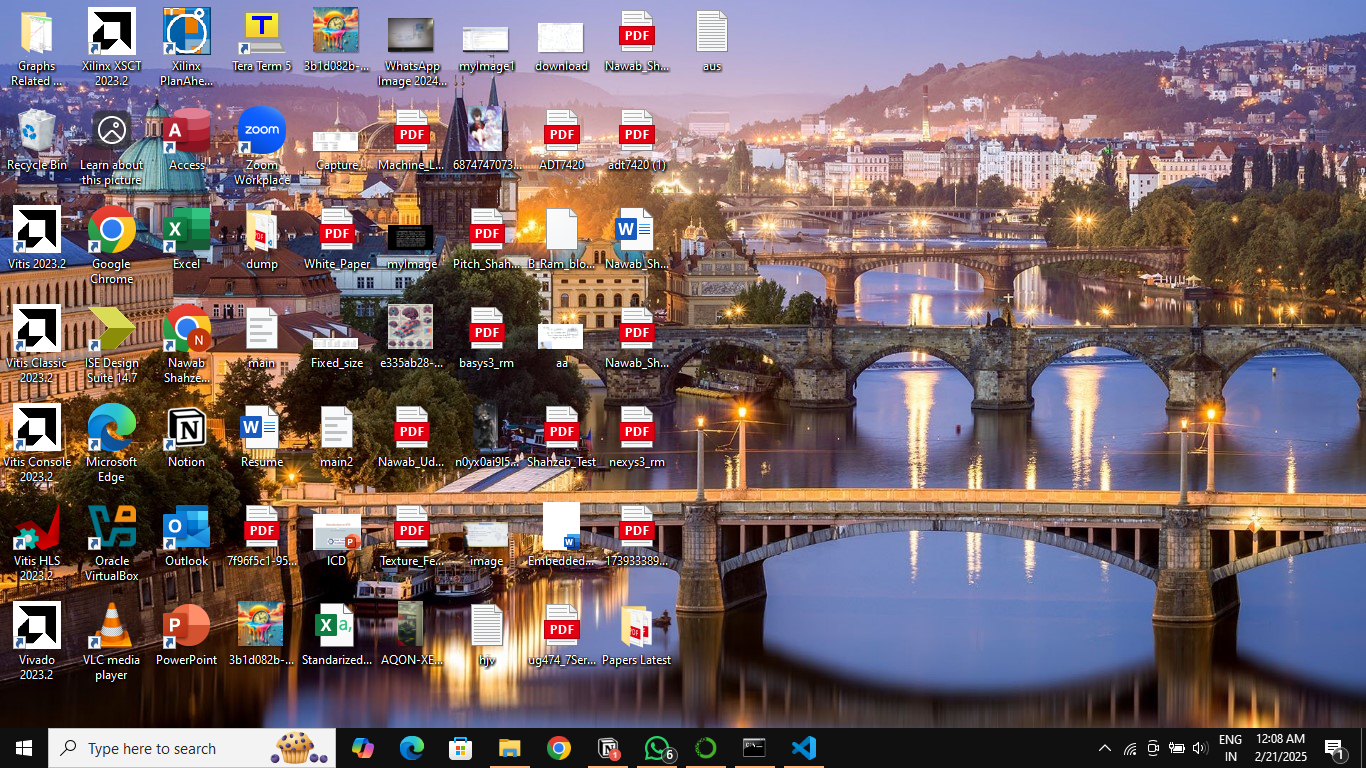 Graphs
Related ...
Xilinx XSCT
2023.2
Xilinx
PlanAhe...
Tera Term 5
3b1d082b-...
WhatsApp
Image 2024...
myImage1
download
PDF
Nawab_Sh...
aus
Recycle Bin
Learn about
this picture
Access
zoom
Zoom
Workplace
Capture
PDF
Machine_L...
6874747073...
PDF
ADT7420
PDF
adt7420 (1)
Vitis 2023.2
Google
Chrome
Excel
dump
PDF
White_Paper
myImage
PDF
Pitch_Shah...
B_Ram_blo...
Nawab_Sh...
Vitis Classic
2023.2
ISE Design
Suite 14.7
Nawab
Shahze...
main
Fixed_size
e335ab28-...
PDF
basys3_rm
aa
PDF
Nawab_Sh...
Vitis Console
2023.2
Microsoft
Edge
Notion
Resume
main2
PDF
Nawab_Ud...
n0yx0ai9l5...
PDF
Shahzeb_Test
PDF
nexys3_rm
Vitis HLS
2023.2
Oracle
VirtualBox
Outlook
PDF
7f96f5c1-95...
ICD
PDF
Texture_Fe...
image
Embedded...
PDF
173933389...
Vivado
2023.2
VLC media
player
PowerPoint
3b1d082b-...
Standarized...
AQON-XE...
hjv
PDF
ug474_7Ser...
Papers Latest
Type here to search
1
6
ENG
IN
12:08 AM
2/21/2025
1